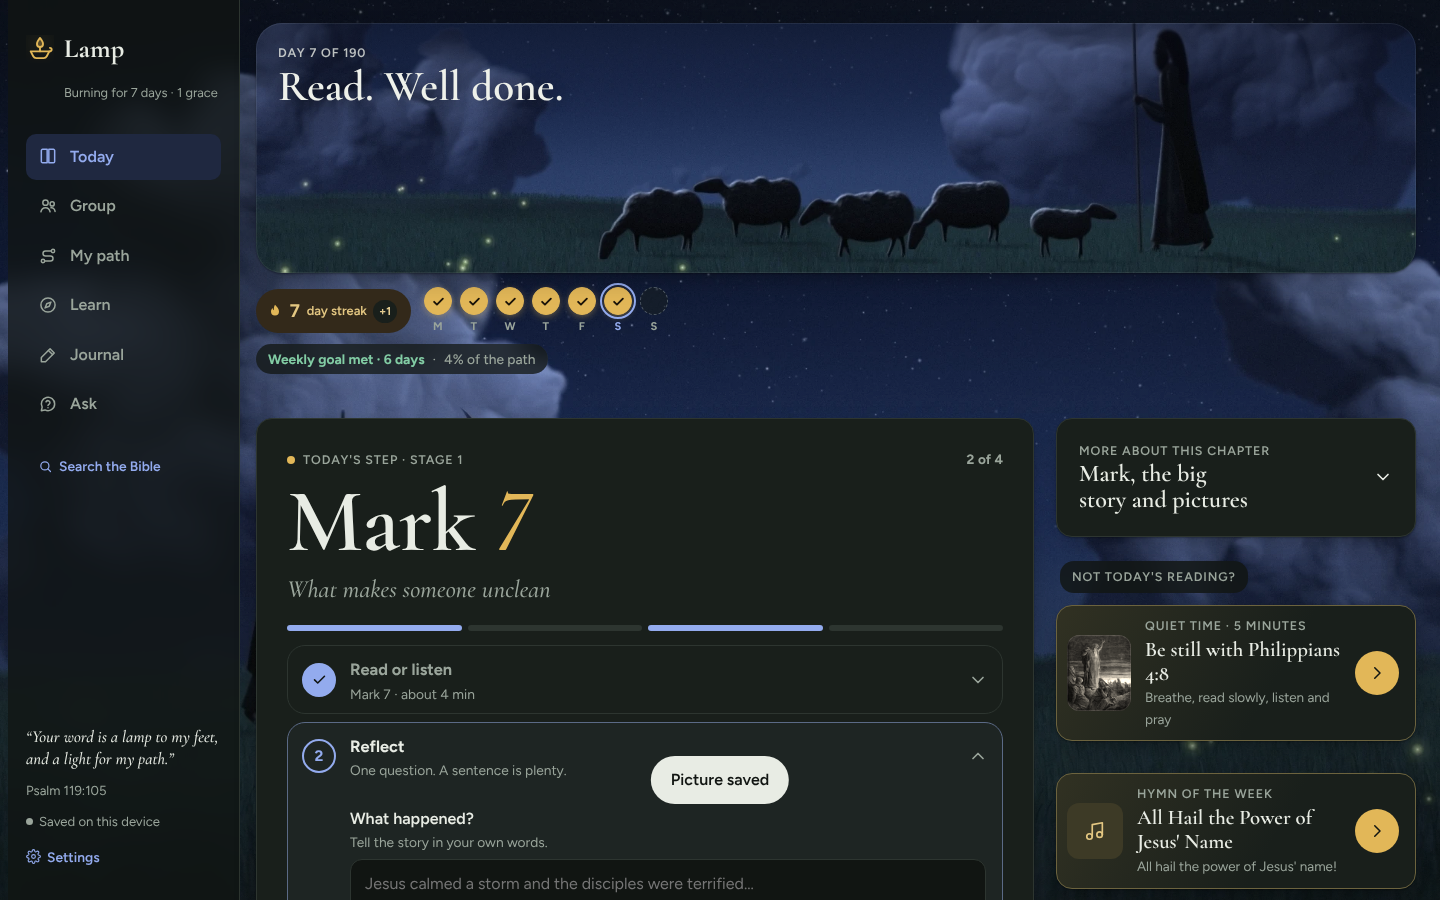 Lamp
Burning for 7 days · 1 grace
Today
Group
My path
Learn
Journal
Ask
Search the Bible
“Your word is a lamp to my feet,
and a light for my path.”
Psalm 119:105
Saved on this device
Settings
DAY 7 OF 190
Read. Well done.
7 day streak +1
M T W T F S S
Weekly goal met · 6 days · 4% of the path
TODAY'S STEP · STAGE 1
2 of 4
Mark 7
What makes someone unclean
Read or listen
Mark 7 · about 4 min
2
Reflect
One question. A sentence is plenty.
Picture saved
What happened?
Tell the story in your own words.
Jesus calmed a storm and the disciples were terrified...
MORE ABOUT THIS CHAPTER
Mark, the big
story and pictures
NOT TODAY'S READING?
QUIET TIME · 5 MINUTES
Be still with Philippians
4:8
Breathe, read slowly, listen and
pray
HYMN OF THE WEEK
All Hail the Power of
Jesus' Name
All hail the power of Jesus' name!